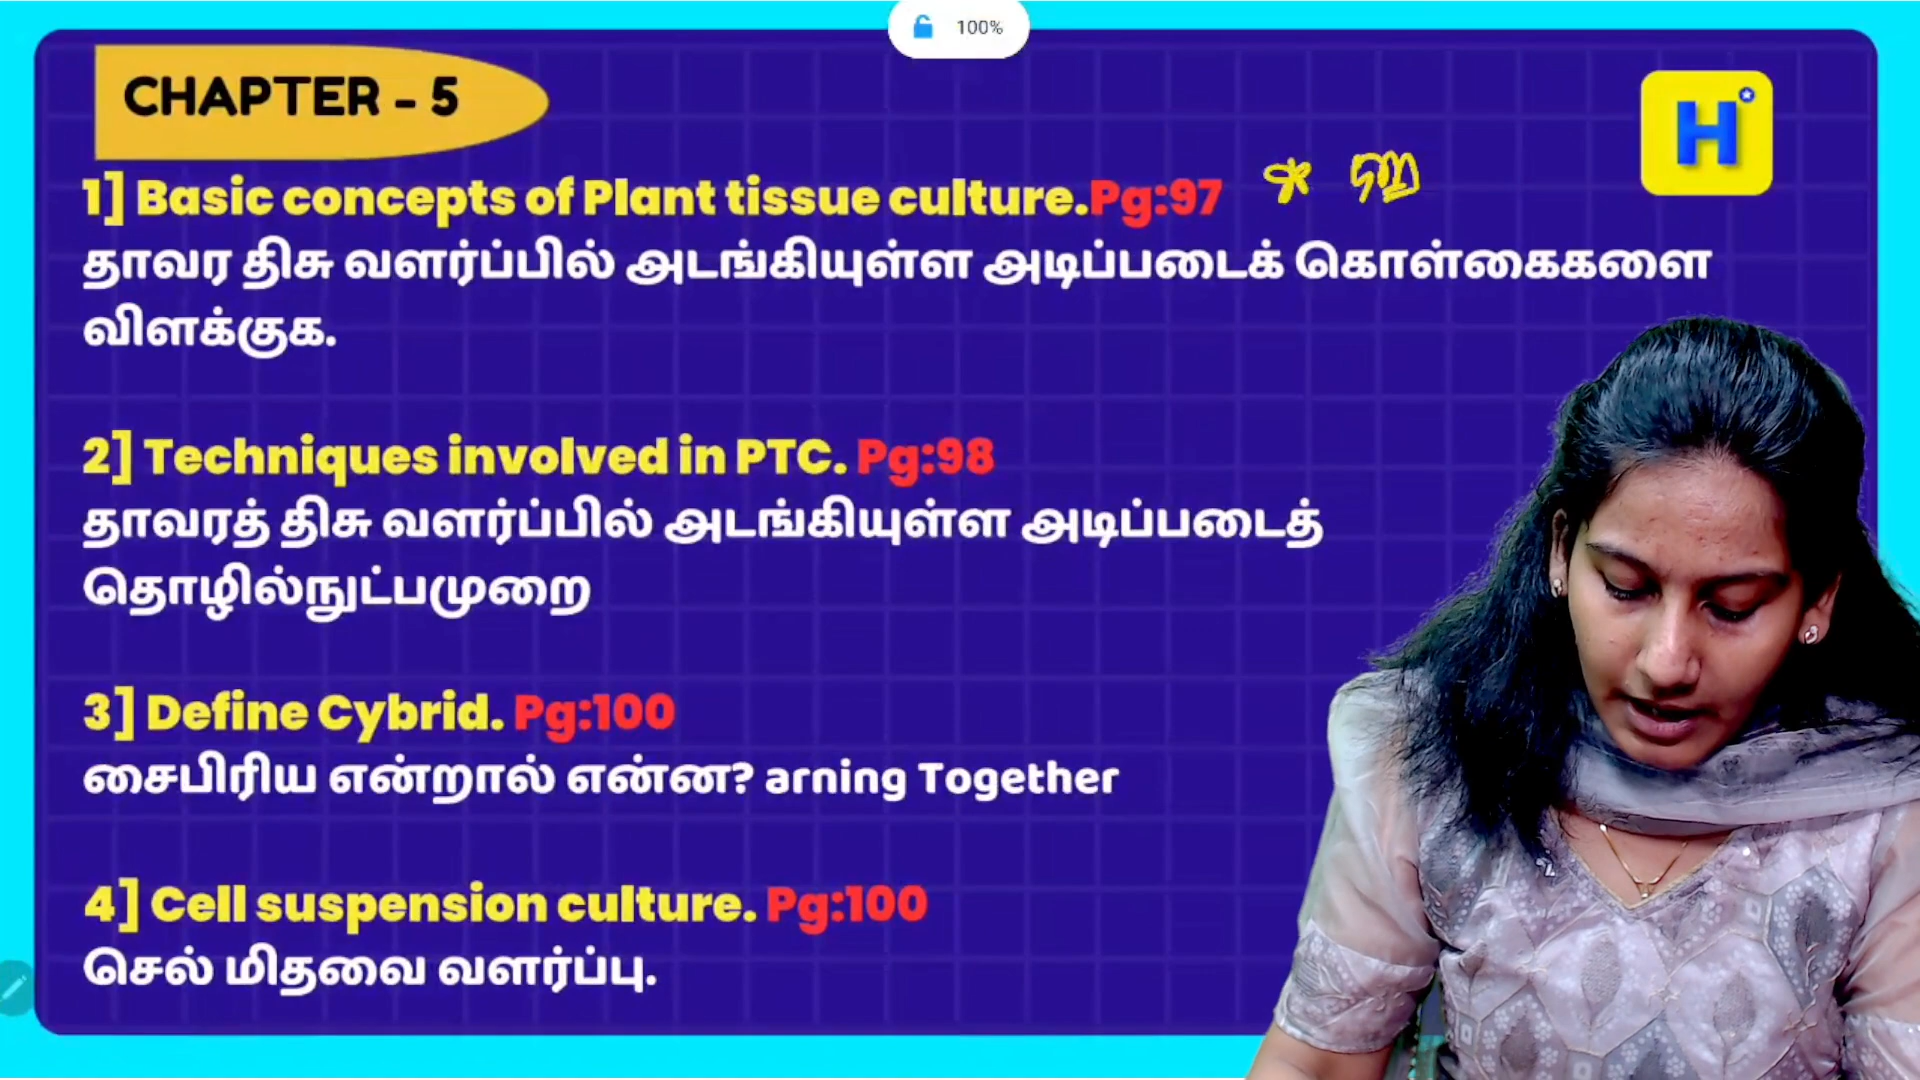 100%
CHAPTER - 5
H
1] Basic concepts of Plant tissue culture.Pg:97
தாவர திசு வளர்ப்பில் அடங்கியுள்ள அடிப்படைக் கொள்கைகளை
விளக்குக.
2] Techniques involved in PTC. Pg:98
தாவரத் திசு வளர்ப்பில் அடங்கியுள்ள அடிப்படைத்
தொழில்நுட்பமுறை
3] Define Cybrid. Pg:100
சைபிரிய என்றால் என்ன? arning Together
4] Cell suspension culture. Pg:100
செல் மிதவை வளர்ப்பு.